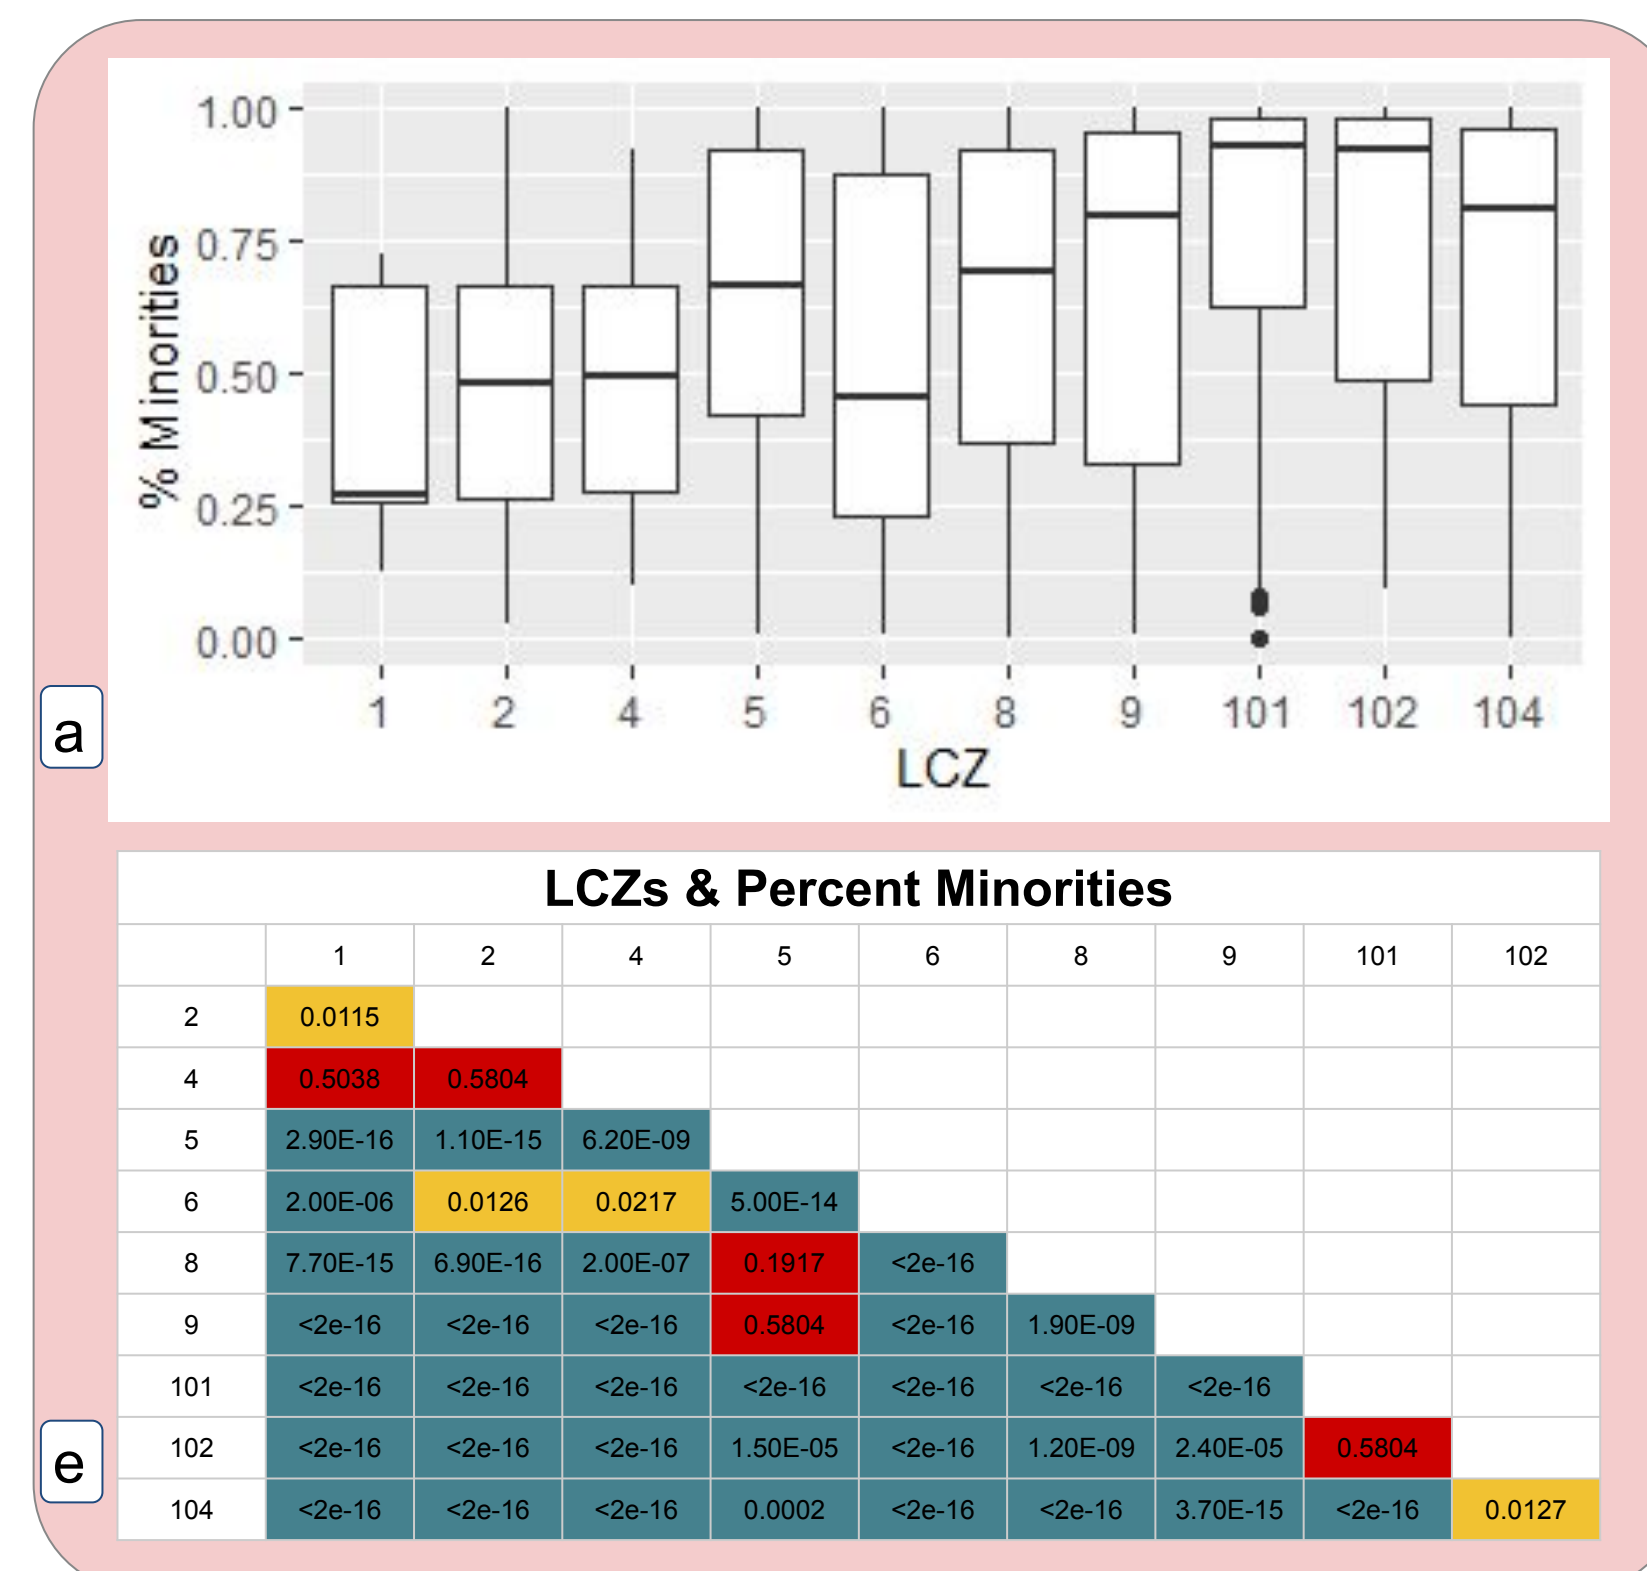 1.00
0.75
0.50
0.25
0.00
% Minorities
1 2 4 5 6 8 9 101 102 104
LCZ
a
LCZs & Percent Minorities
1 2 4 5 6 8 9 101 102
2 0.0115
4 0.5038 0.5804
5 2.90E-16 1.10E-15 6.20E-09
6 2.00E-06 0.0126 0.0217 5.00E-14
8 7.70E-15 6.90E-16 2.00E-07 0.1917 <2e-16
9 <2e-16 <2e-16 <2e-16 0.5804 <2e-16 1.90E-09
101 <2e-16 <2e-16 <2e-16 <2e-16 <2e-16 <2e-16 <2e-16
102 <2e-16 <2e-16 <2e-16 1.50E-05 <2e-16 1.20E-09 2.40E-05 0.5804
104 <2e-16 <2e-16 <2e-16 0.0002 <2e-16 <2e-16 3.70E-15 <2e-16 0.0127
e